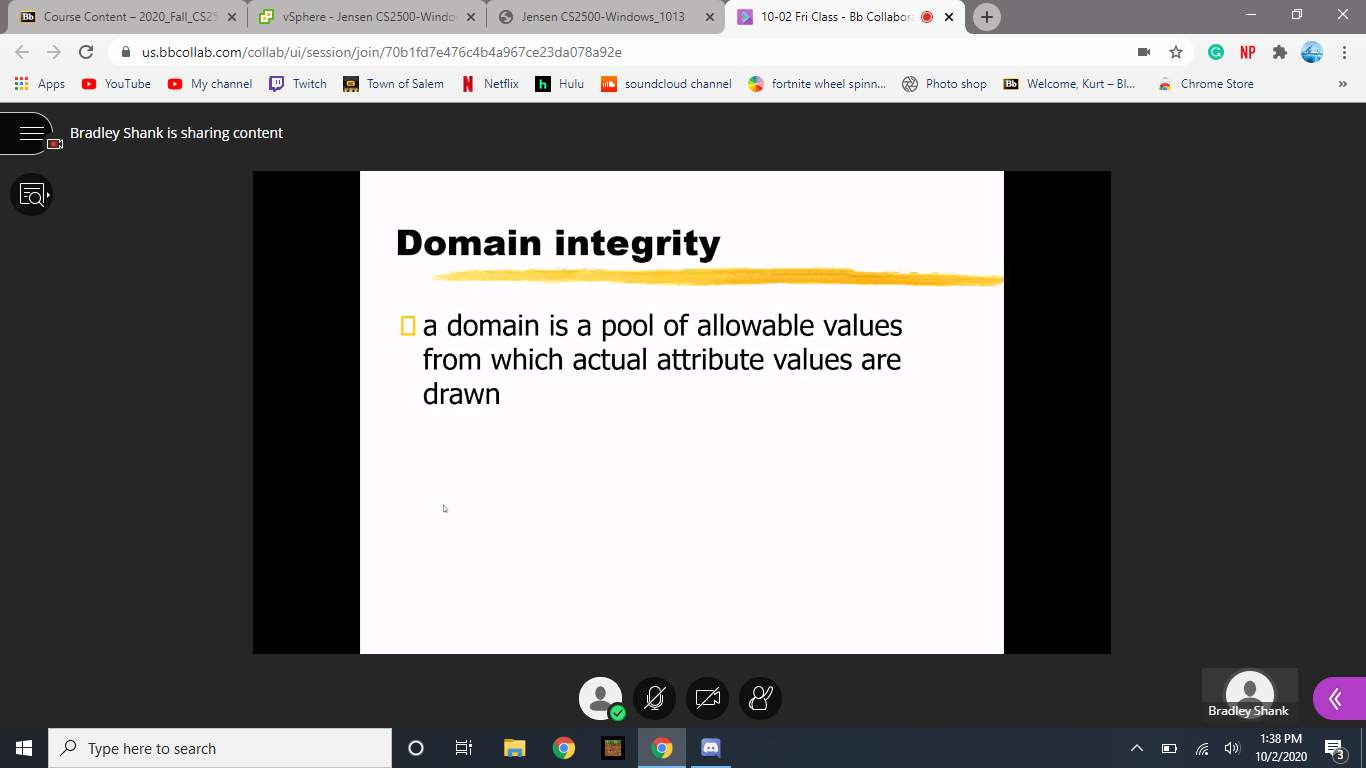 Course Content – 2020_Fall_CS25
vSphere - Jensen CS2500-Windo
Jensen CS2500-Windows_1013
10-02 Fri Class - Bb Collabora
us.bbcollab.com/collab/ui/session/join/70b1fd7e476c4b4a967ce23da078a92e
NP
Apps
YouTube
My channel
Twitch
Town of Salem
Netflix
Hulu
soundcloud channel
fortnite wheel spinn...
Photo shop
Bb
Welcome, Kurt – Bl...
Chrome Store
Bradley Shank is sharing content
Domain integrity
a domain is a pool of allowable values
from which actual attribute values are
drawn
Bradley Shank
Type here to search
1:38 PM
10/2/2020
3